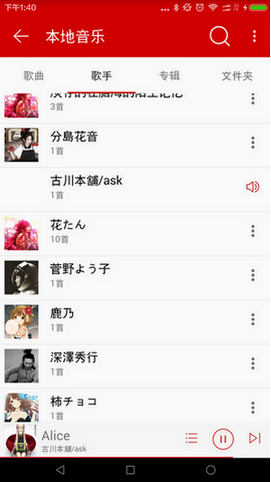 下午1:40
本地音乐
歌曲
歌手
专辑
文件夹
3首
分島花音
1首
古川本舗/ask
1首
花たん
10首
菅野よう子
1首
鹿乃
1首
深澤秀行
1首
柿チョコ
1首
Alice
古川本舗/ask